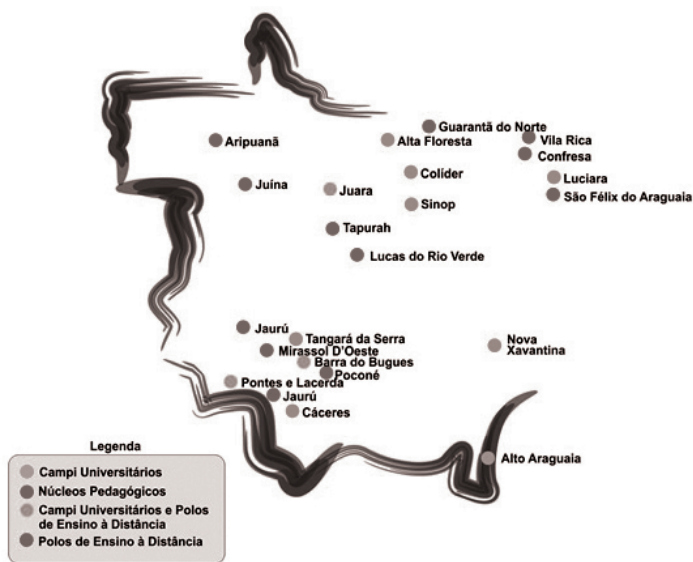 Guarantã do Norte
Aripuanã
Alta Floresta
Vila Rica
Confresa
Colíder
Luciara
Juína
Juara
São Félix do Araguaia
Sinop
Tapurah
Lucas do Rio Verde
Jaurú
Tangará da Serra
Nova
Xavantina
Mirassol D'Oeste
Barra do Bugues
Poconé
Pontes e Lacerda
Jaurú
Cáceres
Alto Araguaia
Legenda
Campi Universitários
Núcleos Pedagógicos
Campi Universitários e Polos
de Ensino à Distância
Polos de Ensino à Distância